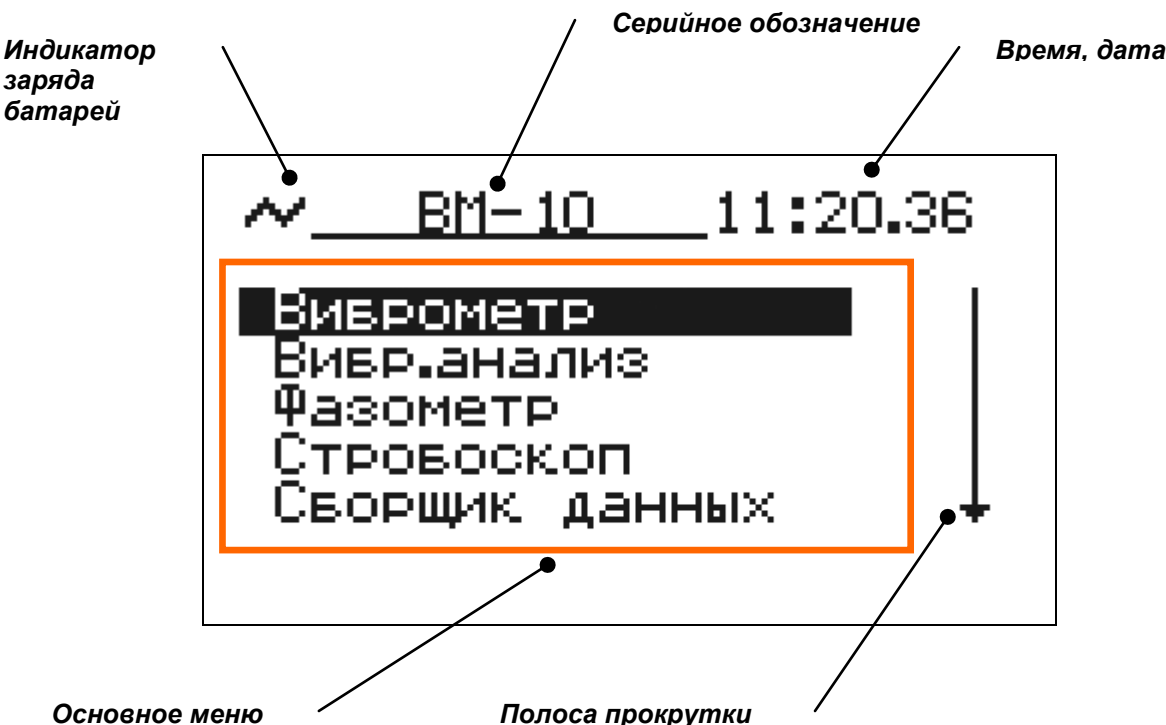 Серийное обозначение
Индикатор
заряда
батарей
Время, дата
ВМ-10 11:20.36
Виброметр
Вибр.анализ
Фазометр
Стробоскоп
Сборщик данных
Основное меню
Полоса прокрутки